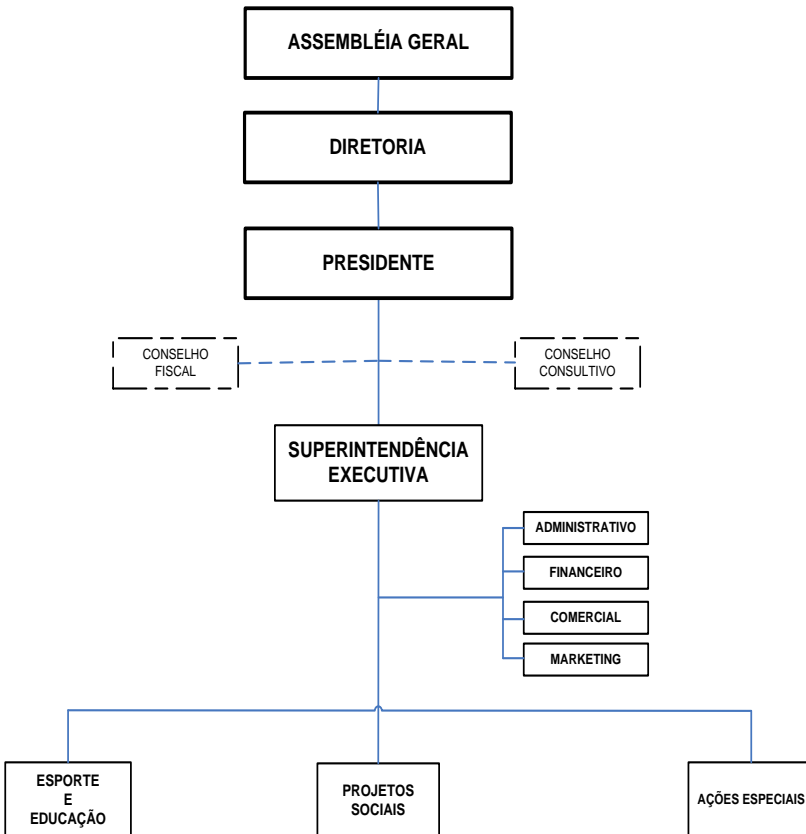 ASSEMBLÉIA GERAL
DIRETORIA
PRESIDENTE
CONSELHO
FISCAL
CONSELHO
CONSULTIVO
SUPERINTENDÊNCIA
EXECUTIVA
ADMINISTRATIVO
FINANCEIRO
COMERCIAL
MARKETING
ESPORTE
E
EDUCAÇÃO
PROJETOS
SOCIAIS
AÇÕES ESPECIAIS